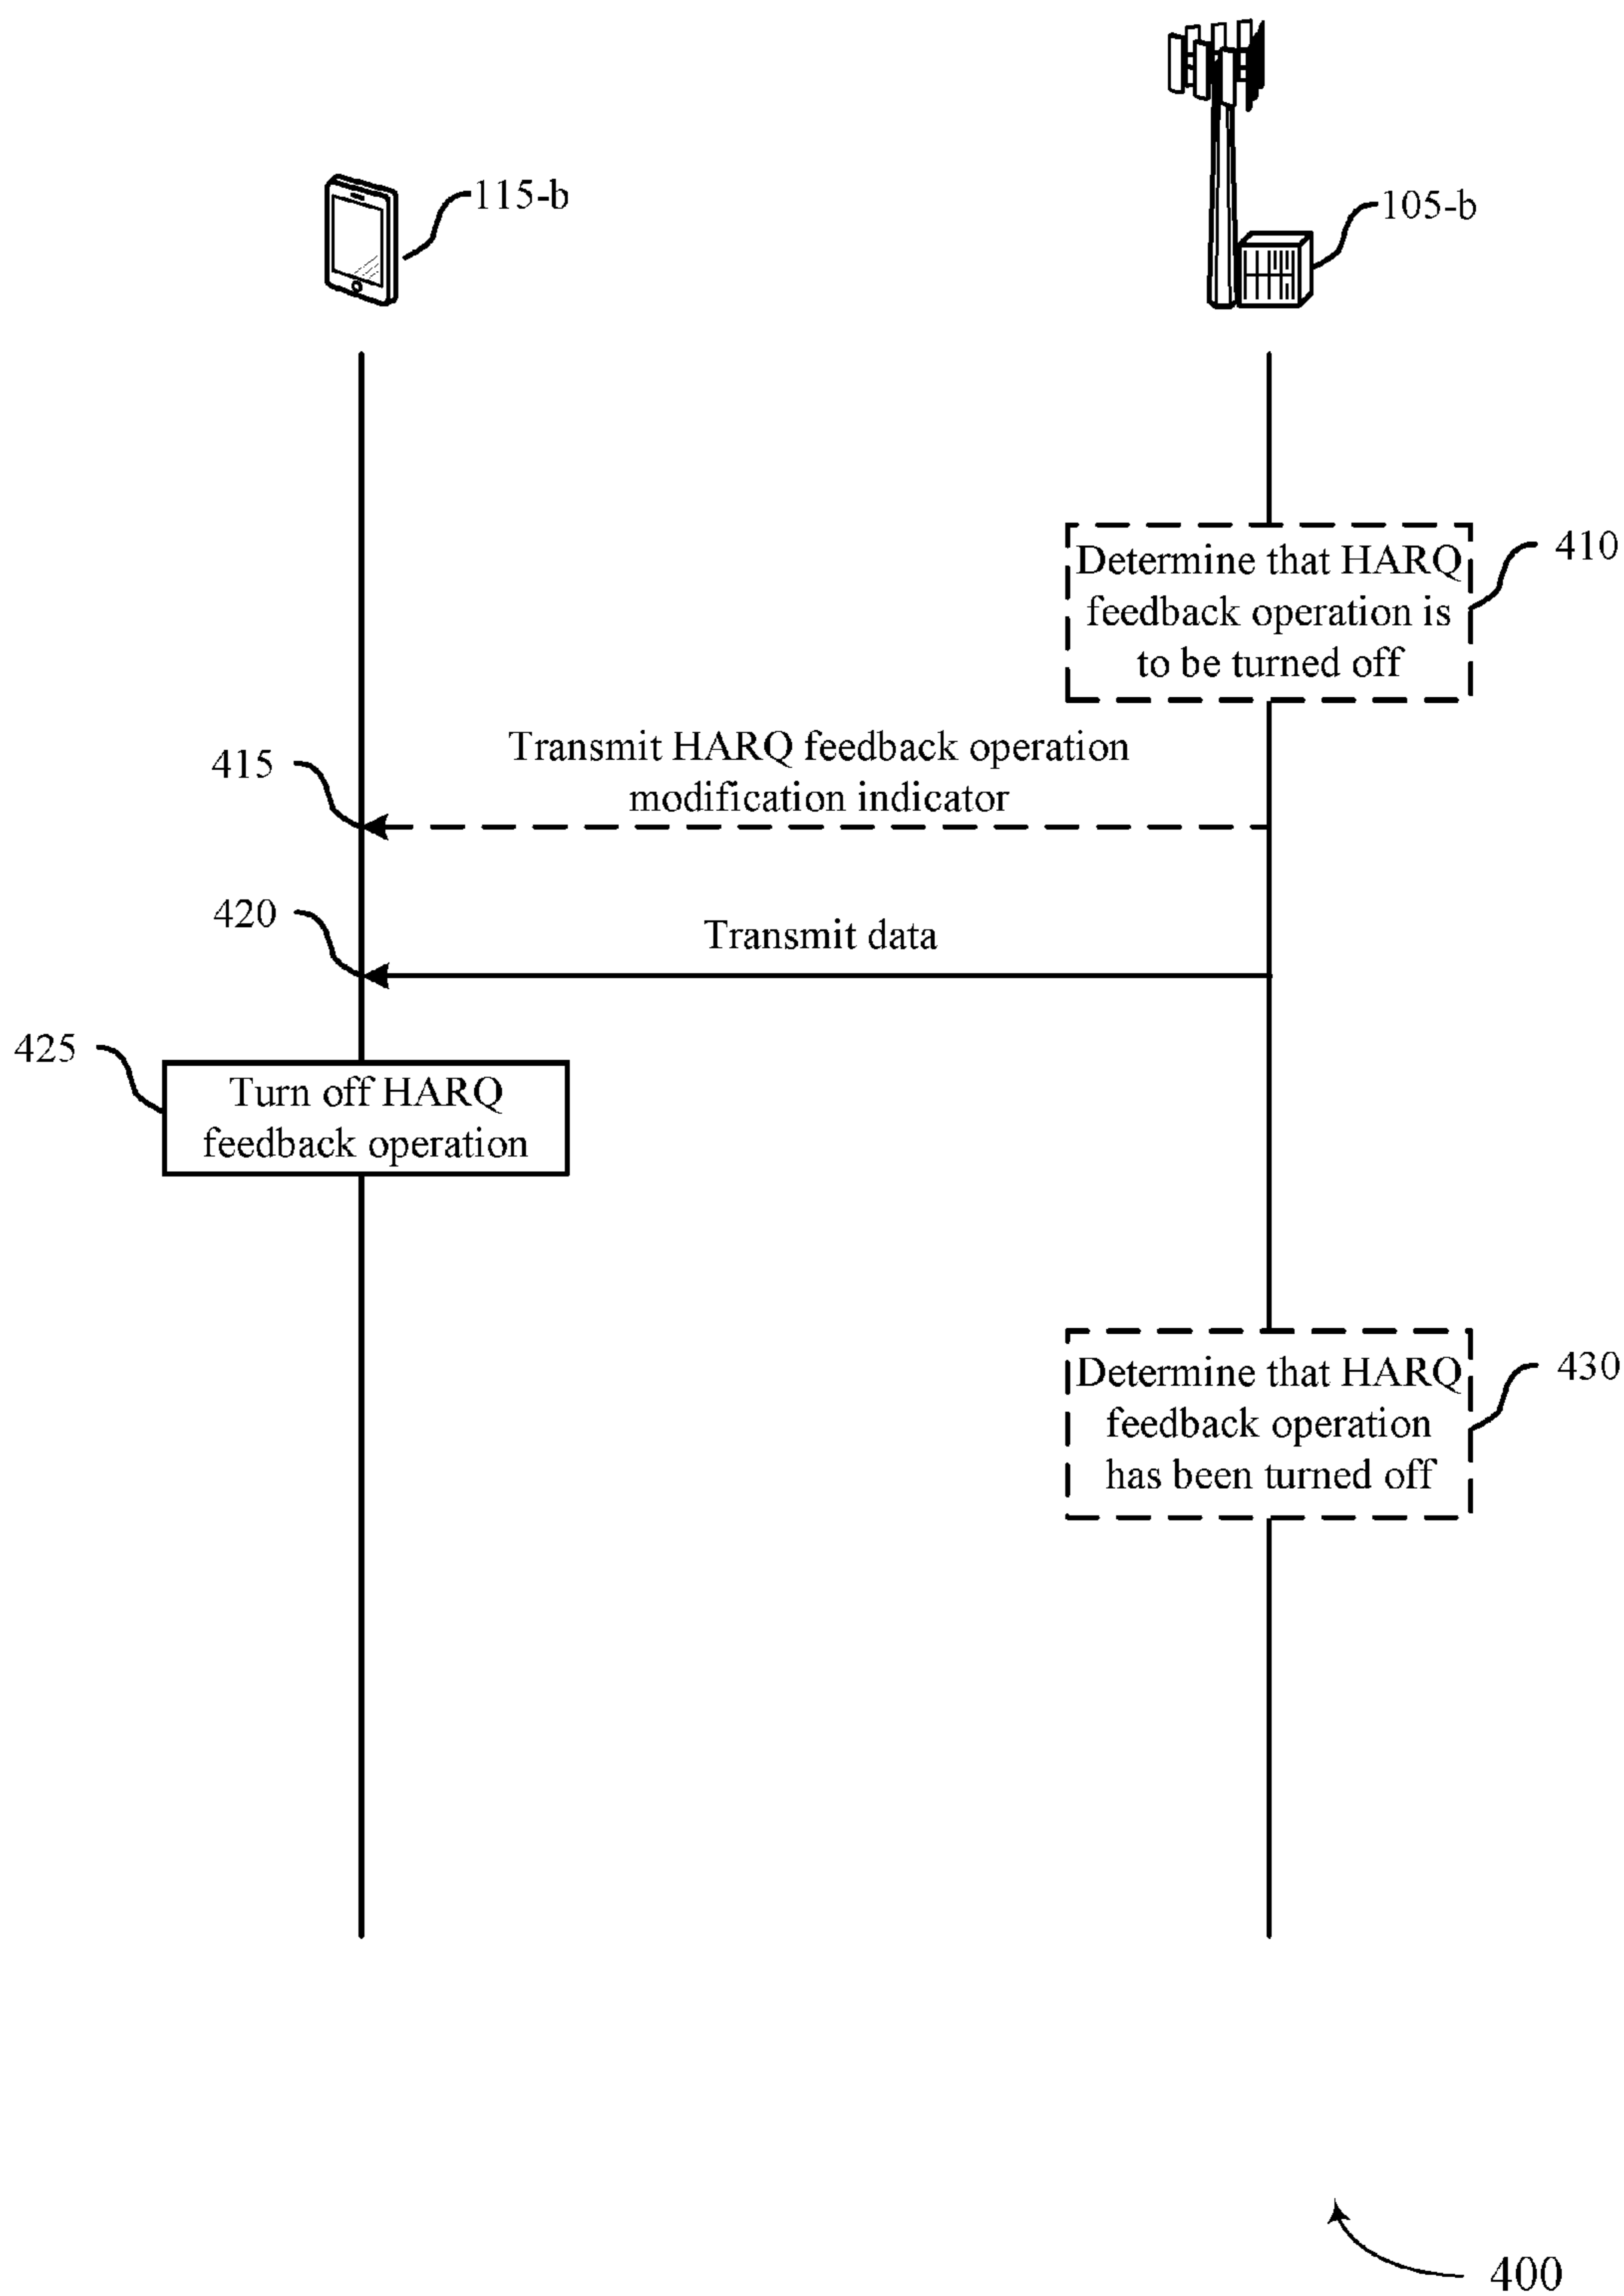 115-b
105-b
410
Determine that HARQ
feedback operation is
to be turned off
Transmit HARQ feedback operation
modification indicator
415
420
Transmit data
425
Turn off HARQ
feedback operation
430
Determine that HARQ
feedback operation
has been turned off
400